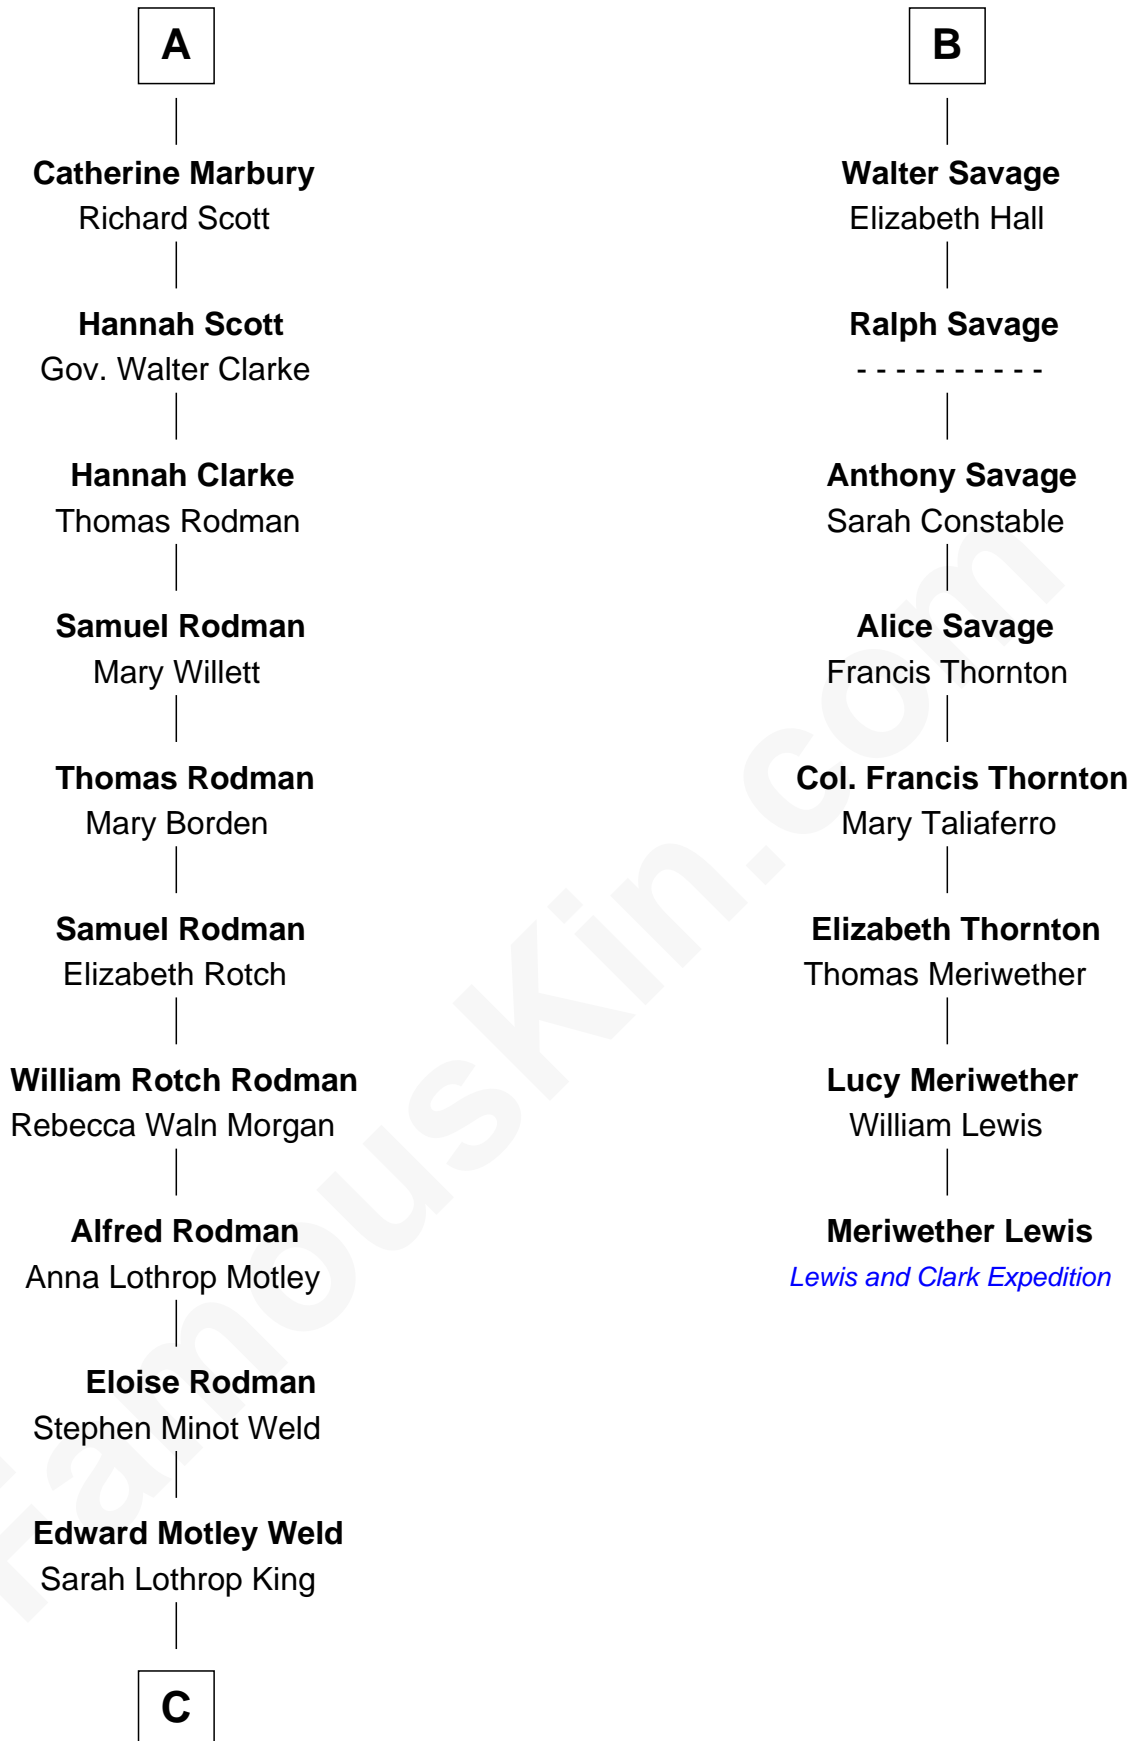 A
Catherine Marbury
Richard Scott
Hannah Scott
Gov. Walter Clarke
Hannah Clarke
Thomas Rodman
Samuel Rodman
Mary Willett
Thomas Rodman
Mary Borden
Samuel Rodman
Elizabeth Rotch
William Rotch Rodman
Rebecca Waln Morgan
Alfred Rodman
Anna Lothrop Motley
Eloise Rodman
Stephen Minot Weld
Edward Motley Weld
Sarah Lothrop King
C
B
Walter Savage
Elizabeth Hall
Ralph Savage
- - - - - - - - - -
Anthony Savage
Sarah Constable
Alice Savage
Francis Thornton
Col. Francis Thornton
Mary Taliaferro
Elizabeth Thornton
Thomas Meriwether
Lucy Meriwether
William Lewis
Meriwether Lewis
Lewis and Clark Expedition
FamousKin.com